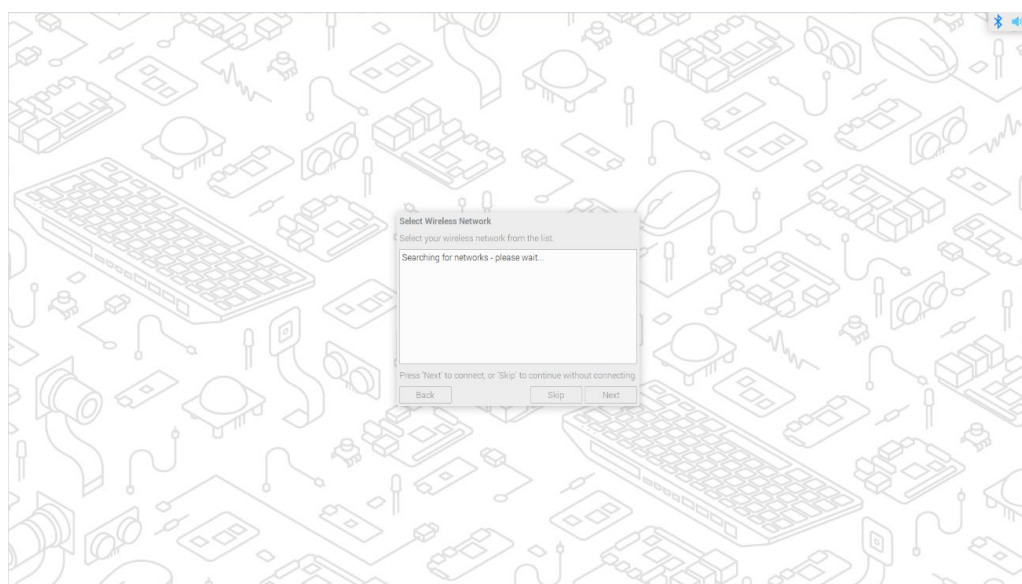 Select Wireless Network
Select your wireless network from the list.
Searching for networks - please wait...
Press 'Next' to connect, or 'Skip' to continue without connecting.
Back
Skip
Next